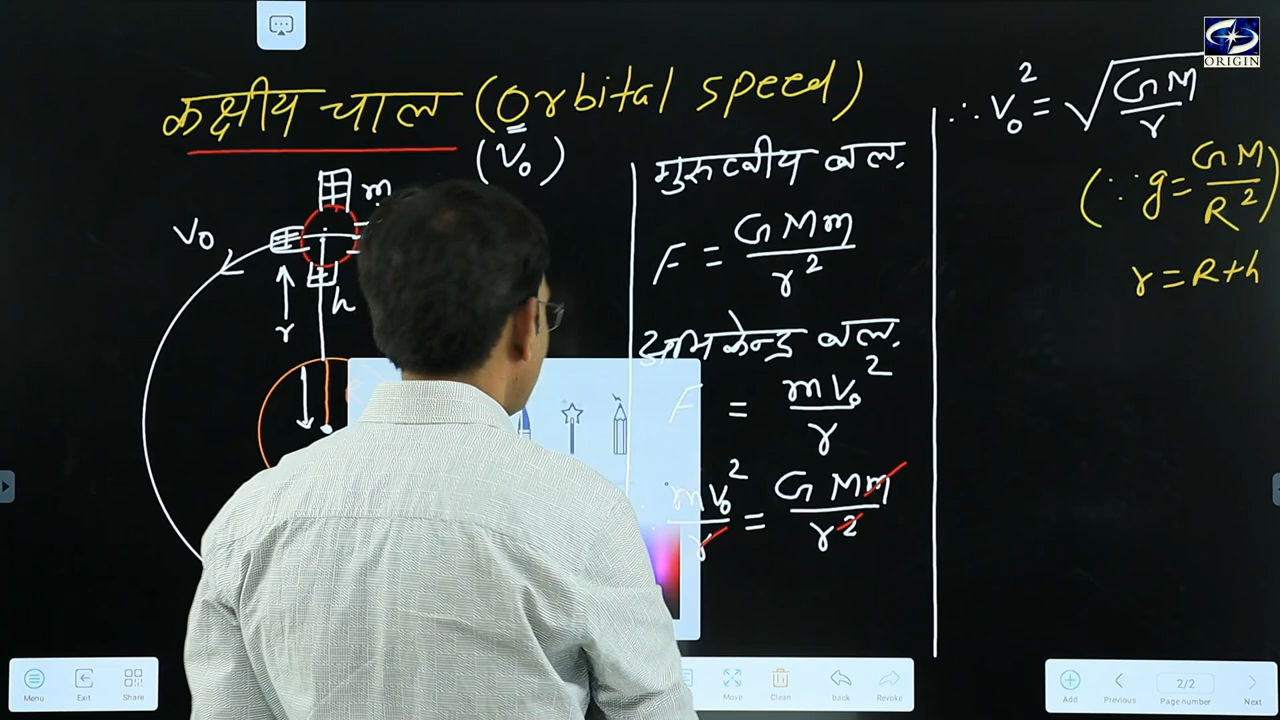 कक्षीय चाल (Orbital speed)
(V₀)
m
V₀
h
r
गुरुत्वीय बल.
F = GMm/r²
अभिकेन्द्र बल.
F = mV₀²/r
mV₀²/r = GMm/r²
∴ V₀² = √(GM/r)
(∵ g = GM/R²)
r = R+h
ORIGIN
Menu
Exit
Share
Move
Clean
back
Revoke
Add
Previous
2/2
Page number
Next